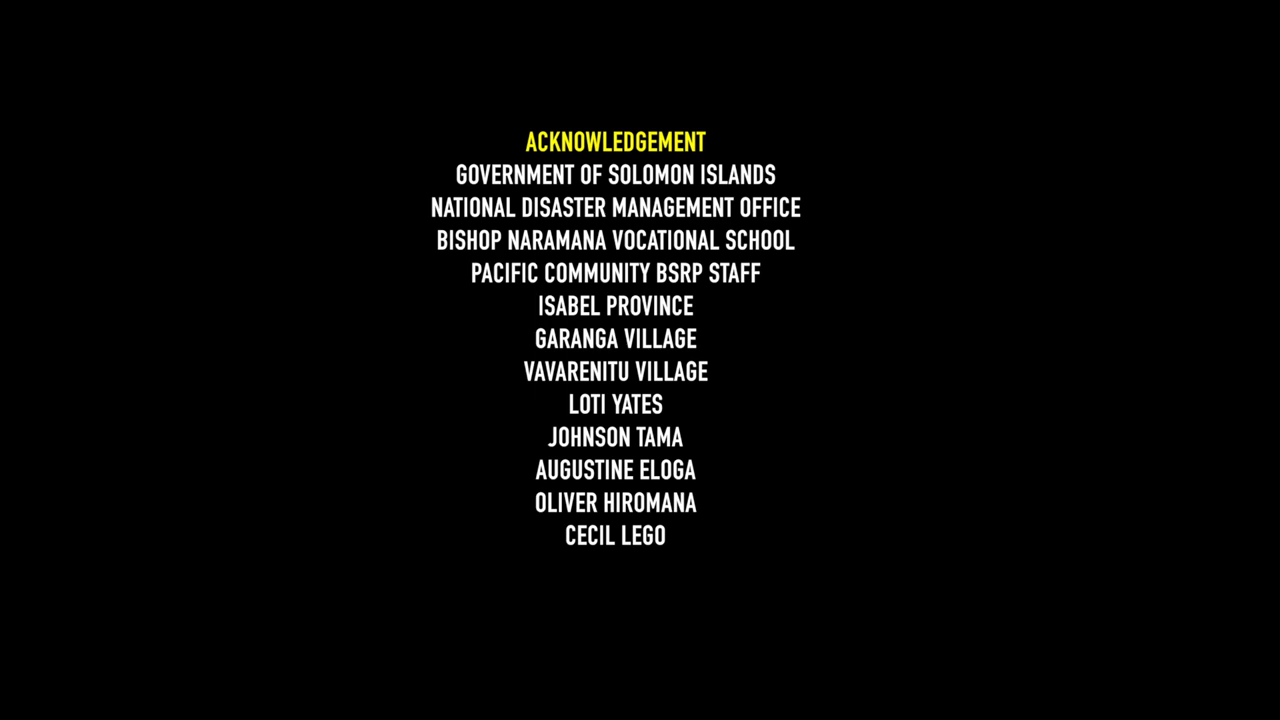 ACKNOWLEDGEMENT
GOVERNMENT OF SOLOMON ISLANDS
NATIONAL DISASTER MANAGEMENT OFFICE
BISHOP NARAMANA VOCATIONAL SCHOOL
PACIFIC COMMUNITY BSRP STAFF
ISABEL PROVINCE
GARANGA VILLAGE
VAVARENITU VILLAGE
LOTI YATES
JOHNSON TAMA
AUGUSTINE ELOGA
OLIVER HIROMANA
CECIL LEGO